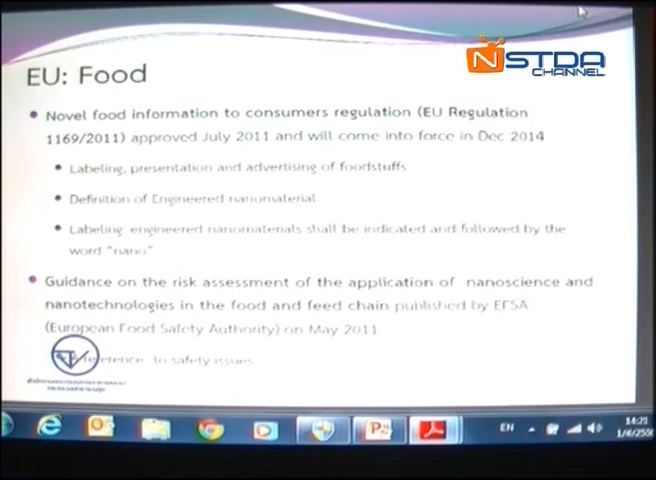 NSTDA
CHANNEL
EU: Food
Novel food information to consumers regulation (EU Regulation
1169/2011) approved July 2011 and will come into force in Dec 2014
Labeling, presentation and advertising of foodstuffs
Definition of Engineered nanomaterial
Labeling: engineered nanomaterials shall be indicated and followed by the
word "nano"
Guidance on the risk assessment of the application of nanoscience and
nanotechnologies in the food and feed chain published by EFSA
(European Food Safety Authority) on May 2011
reference to safety issues
EN
14:21